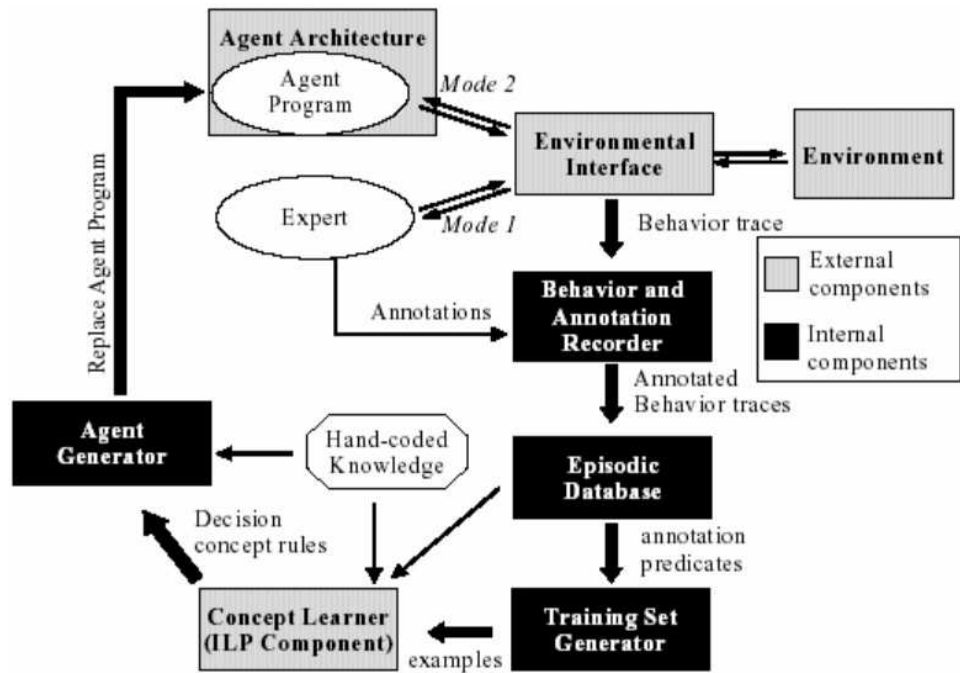 Agent Architecture
Agent
Program
Mode 2
Environmental
Interface
Environment
Expert
Mode 1
Behavior trace
External
components
Internal
components
Replace Agent Program
Annotations
Behavior and
Annotation
Recorder
Annotated
Behavior traces
Agent
Generator
Hand-coded
Knowledge
Episodic
Database
Decision
concept rules
annotation
predicates
Concept Learner
(ILP Component)
examples
Training Set
Generator